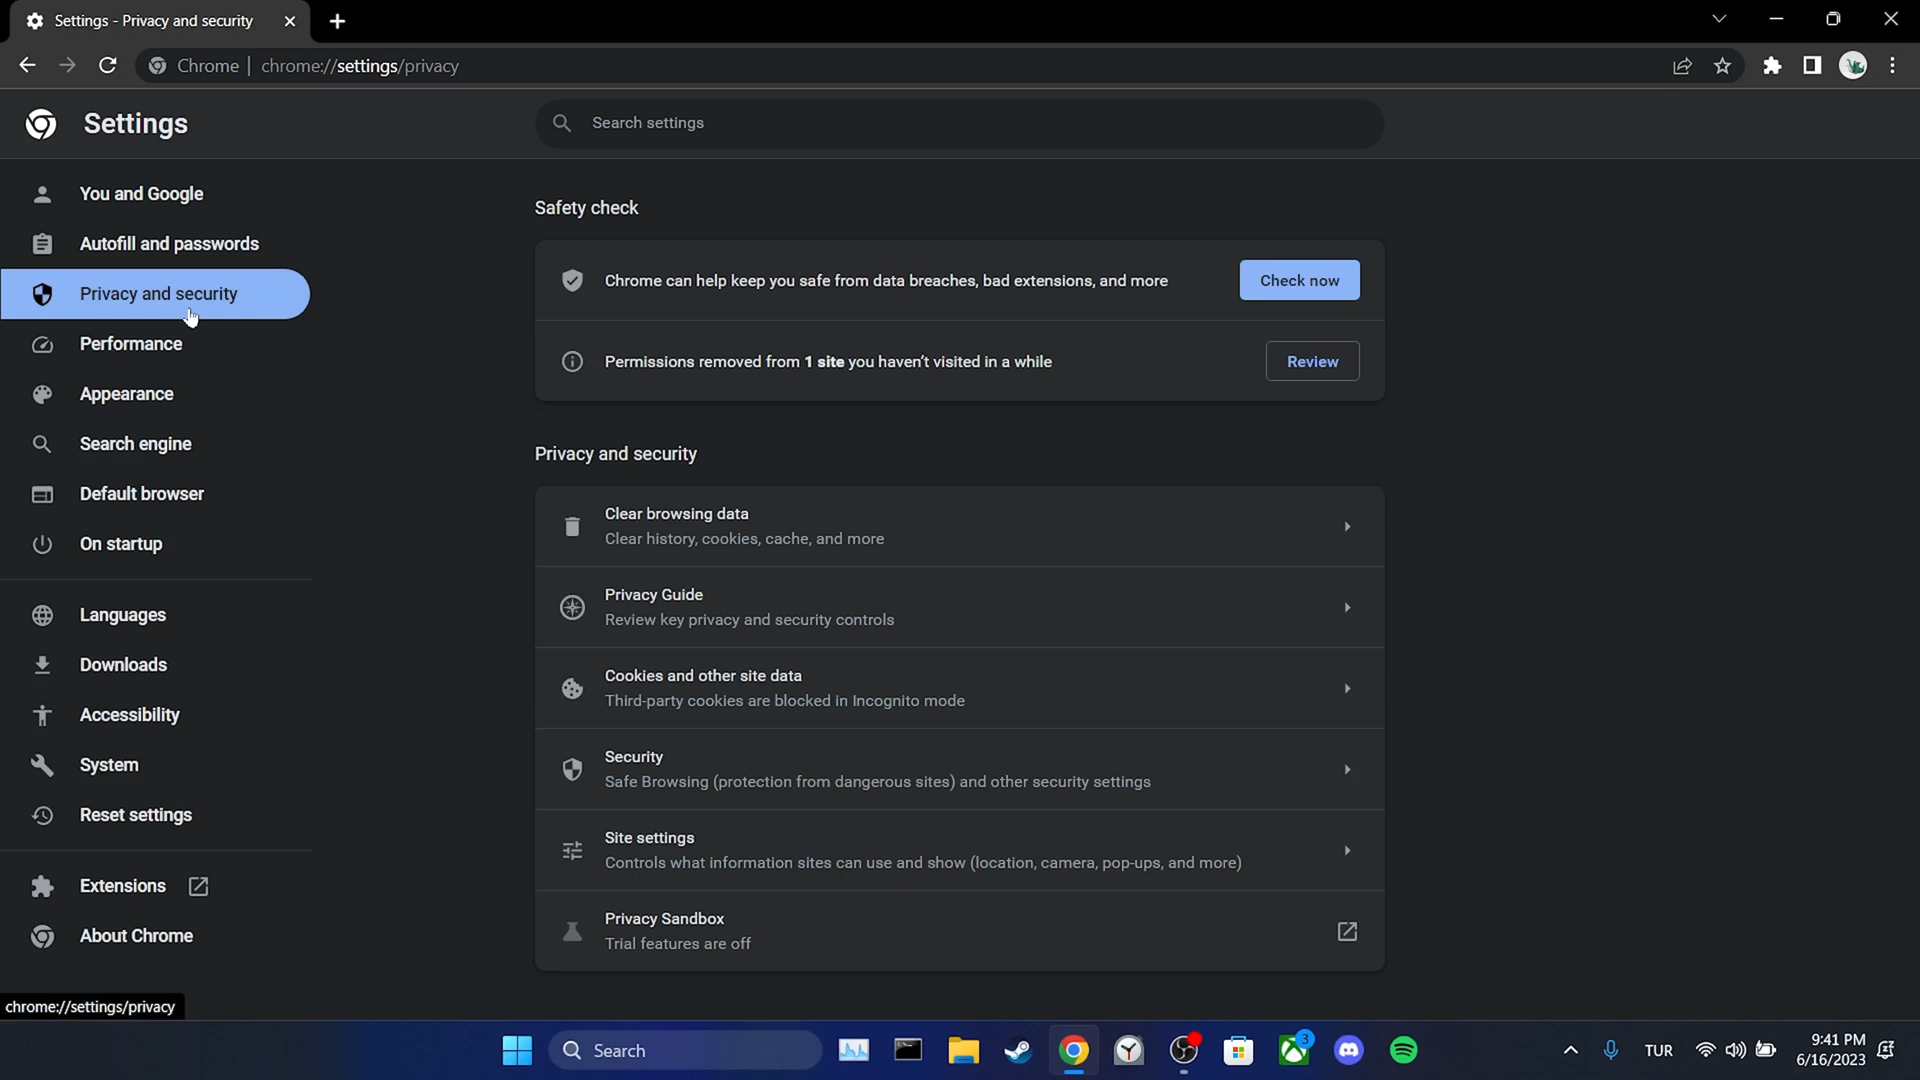 Settings - Privacy and security
Chrome | chrome://settings/privacy
Settings
Search settings
You and Google
Autofill and passwords
Privacy and security
Performance
Appearance
Search engine
Default browser
On startup
Languages
Downloads
Accessibility
System
Reset settings
Extensions
About Chrome
Safety check
Chrome can help keep you safe from data breaches, bad extensions, and more
Check now
Permissions removed from 1 site you haven't visited in a while
Review
Privacy and security
Clear browsing data
Clear history, cookies, cache, and more
Privacy Guide
Review key privacy and security controls
Cookies and other site data
Third-party cookies are blocked in Incognito mode
Security
Safe Browsing (protection from dangerous sites) and other security settings
Site settings
Controls what information sites can use and show (location, camera, pop-ups, and more)
Privacy Sandbox
Trial features are off
chrome://settings/privacy
Search
3
TUR
9:41 PM
6/16/2023